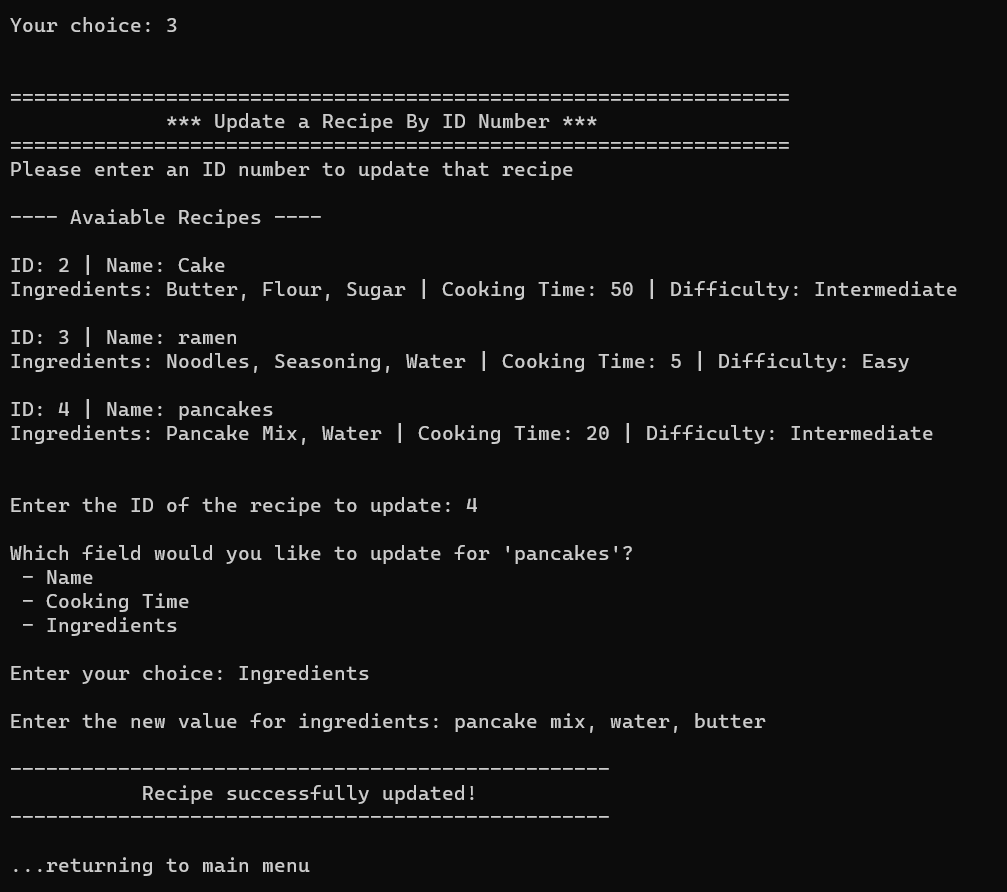 Your choice: 3
=================================================================
*** Update a Recipe By ID Number ***
=================================================================
Please enter an ID number to update that recipe
---- Avaiable Recipes ----
ID: 2 | Name: Cake
Ingredients: Butter, Flour, Sugar | Cooking Time: 50 | Difficulty: Intermediate
ID: 3 | Name: ramen
Ingredients: Noodles, Seasoning, Water | Cooking Time: 5 | Difficulty: Easy
ID: 4 | Name: pancakes
Ingredients: Pancake Mix, Water | Cooking Time: 20 | Difficulty: Intermediate
Enter the ID of the recipe to update: 4
Which field would you like to update for 'pancakes'?
- Name
- Cooking Time
- Ingredients
Enter your choice: Ingredients
Enter the new value for ingredients: pancake mix, water, butter
--------------------------------------------------
Recipe successfully updated!
--------------------------------------------------
...returning to main menu